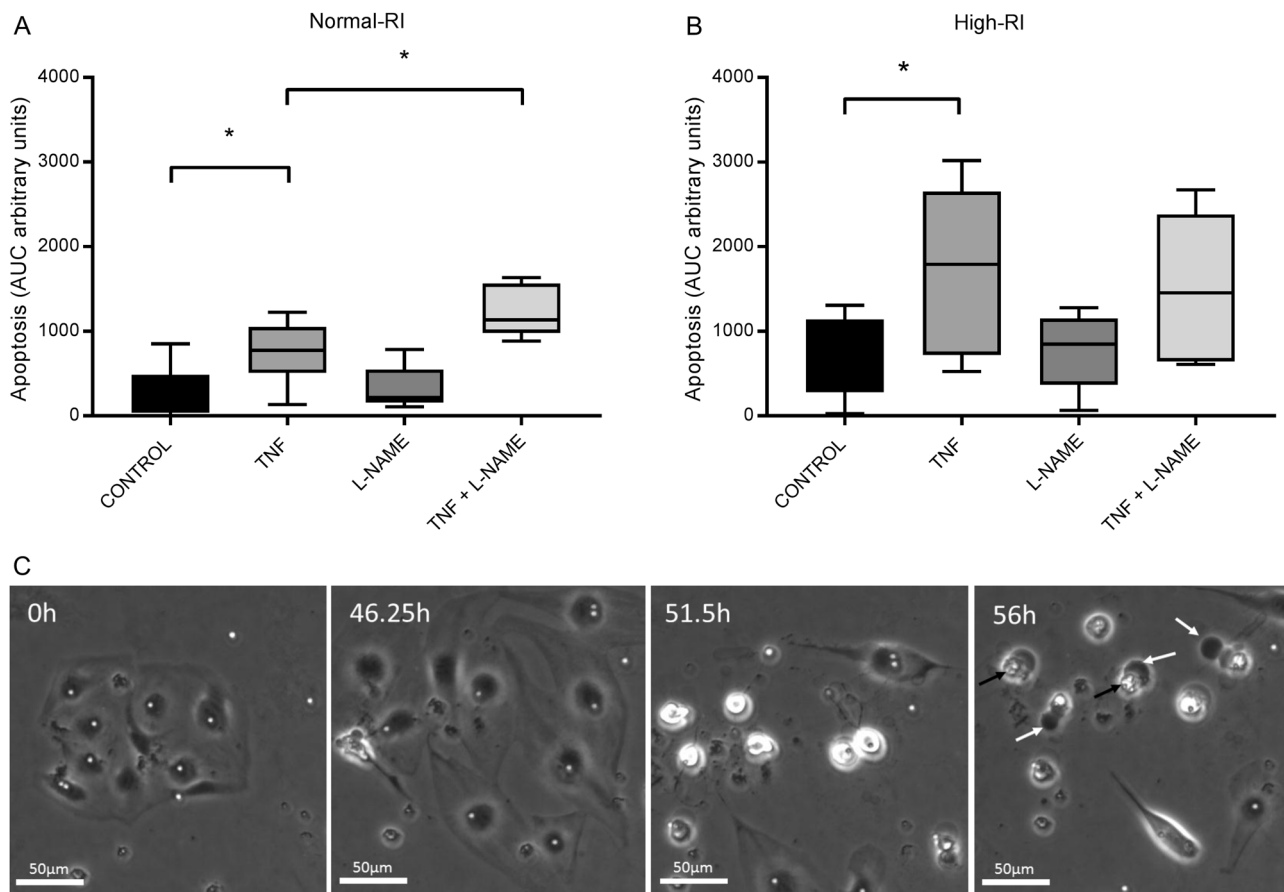 A
Normal-RI
Apoptosis (AUC arbitrary units)
4000
3000
2000
1000
0
*
*
CONTROL
TNF
L-NAME
TNF + L-NAME
B
High-RI
Apoptosis (AUC arbitrary units)
4000
3000
2000
1000
0
*
CONTROL
TNF
L-NAME
TNF + L-NAME
C
0h
50µm
46.25h
50µm
51.5h
50µm
56h
50µm